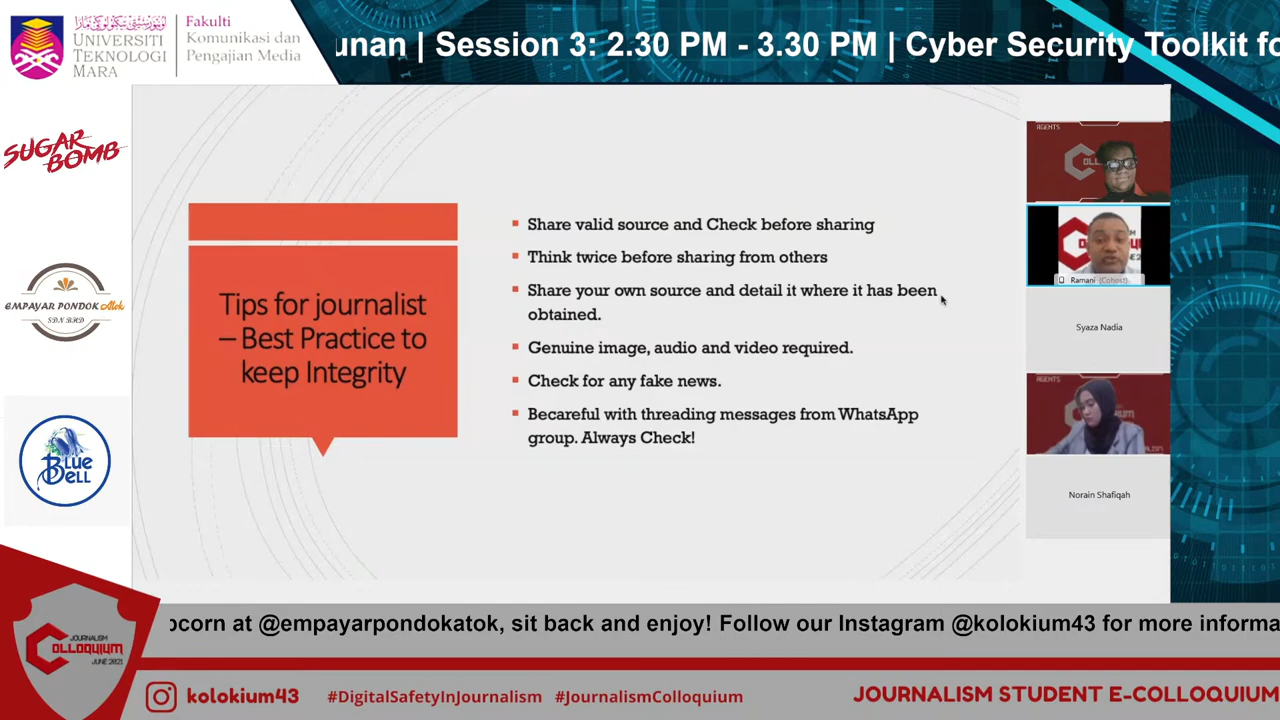 UNIVERSITI
TEKNOLOGI
MARA
Fakulti
Komunikasi dan
Pengajian Media
unan | Session 3: 2.30 PM - 3.30 PM | Cyber Security Toolkit fo
SUGAR
BOMB
EMPAYAR PONDOK Atok
SDN BHD
BLUE
BELL
Tips for journalist
– Best Practice to
keep Integrity
▪ Share valid source and Check before sharing
▪ Think twice before sharing from others
▪ Share your own source and detail it where it has been
obtained.
▪ Genuine image, audio and video required.
▪ Check for any fake news.
▪ Becareful with threading messages from WhatsApp
group. Always Check!
AGENTS
Ramani (Cohost)
Syaza Nadia
AGENTS
Norain Shafiqah
JOURNALISM
COLLOQUIUM
JUNE 2021
ocorn at @empayarpondokatok, sit back and enjoy! Follow our Instagram @kolokium43 for more informa
kolokium43
#DigitalSafetyInJournalism #JournalismColloquium
JOURNALISM STUDENT E-COLLOQUIUM